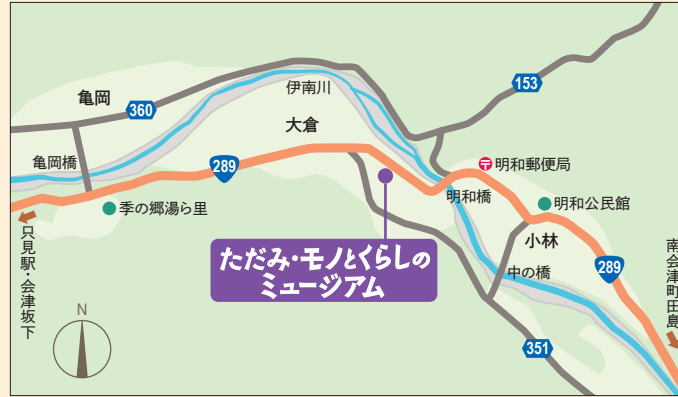 153
伊南川
亀岡
360
大倉
亀岡橋
289
〒明和郵便局
明和橋
季の郷湯ら里
明和公民館
小林
只見駅・会津坂下
ただみ・モノとくらしの
ミュージアム
中の橋
289
南会津町田島
N
351